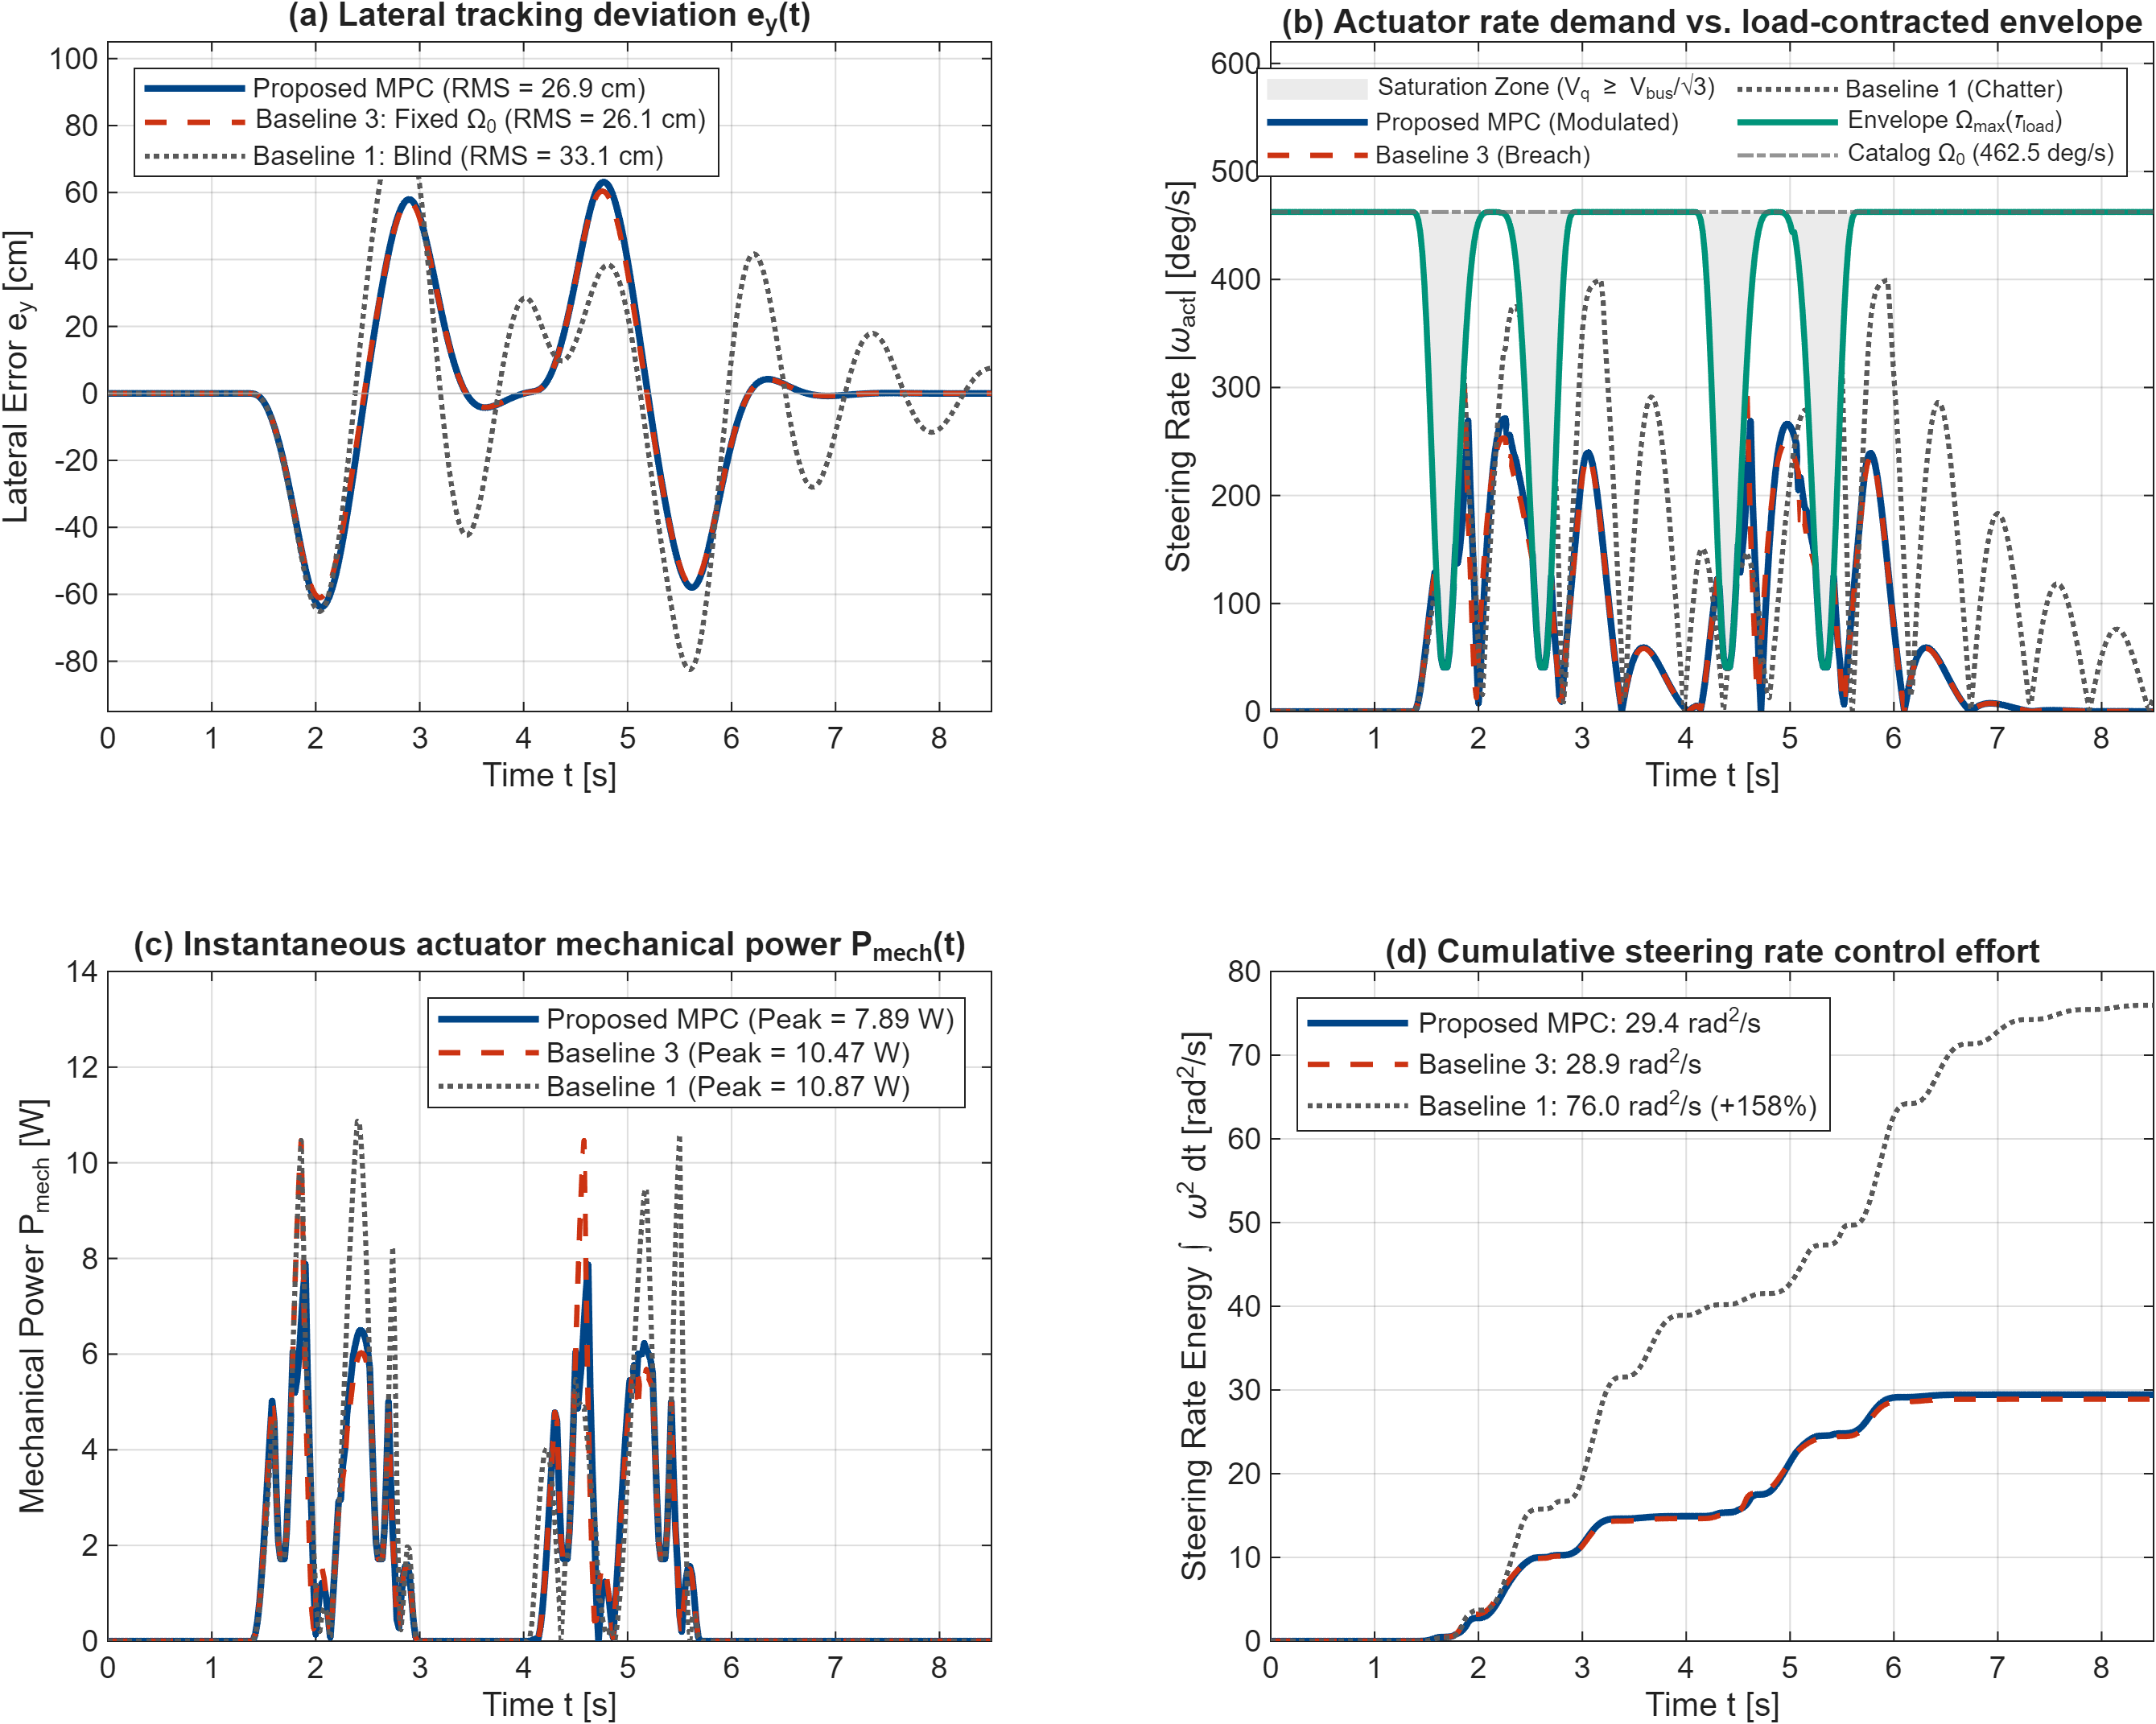 (a) Lateral tracking deviation e_y(t)
Proposed MPC (RMS = 26.9 cm)
Baseline 3: Fixed Ω₀ (RMS = 26.1 cm)
Baseline 1: Blind (RMS = 33.1 cm)
100
80
60
40
20
0
-20
-40
-60
-80
Lateral Error e_y [cm]
0 1 2 3 4 5 6 7 8
Time t [s]
(b) Actuator rate demand vs. load-contracted envelope
Saturation Zone (V_q ≥ V_bus/√3)
Proposed MPC (Modulated)
Baseline 3 (Breach)
Baseline 1 (Chatter)
Envelope Ω_max(τ_load)
Catalog Ω₀ (462.5 deg/s)
600
500
400
300
200
100
0
Steering Rate |ω_act| [deg/s]
0 1 2 3 4 5 6 7 8
Time t [s]
(c) Instantaneous actuator mechanical power P_mech(t)
Proposed MPC (Peak = 7.89 W)
Baseline 3 (Peak = 10.47 W)
Baseline 1 (Peak = 10.87 W)
14
12
10
8
6
4
2
0
Mechanical Power P_mech [W]
0 1 2 3 4 5 6 7 8
Time t [s]
(d) Cumulative steering rate control effort
Proposed MPC: 29.4 rad²/s
Baseline 3: 28.9 rad²/s
Baseline 1: 76.0 rad²/s (+158%)
80
70
60
50
40
30
20
10
0
Steering Rate Energy ∫ ω² dt [rad²/s]
0 1 2 3 4 5 6 7 8
Time t [s]